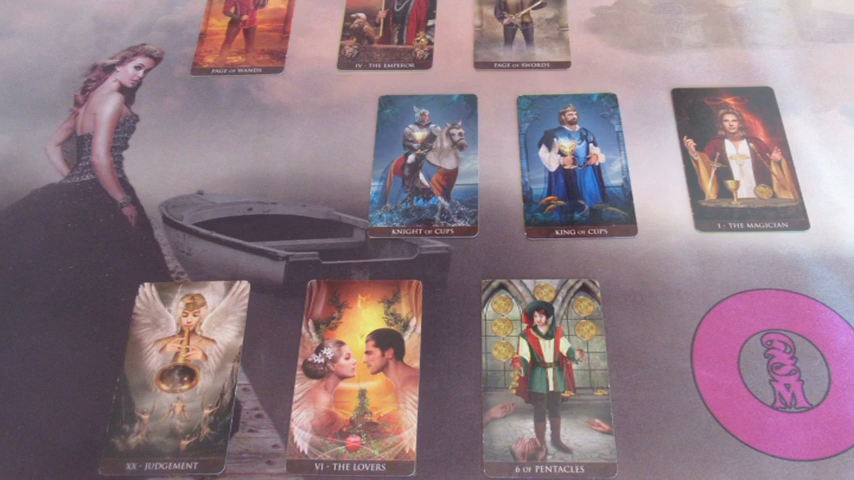 PAGE OF WANDS
IV - THE EMPEROR
PAGE OF SWORDS
KNIGHT OF CUPS
KING OF CUPS
I - THE MAGICIAN
XX - JUDGEMENT
VI - THE LOVERS
6 OF PENTACLES